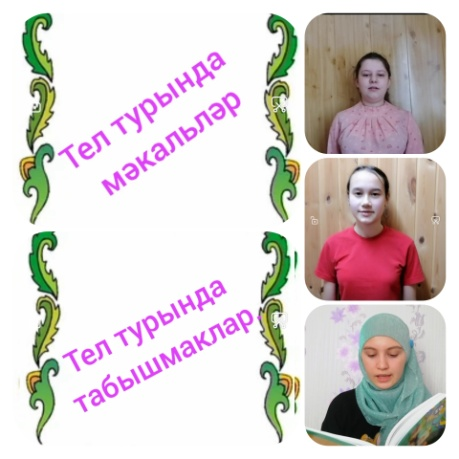 Тел турында
мәкальләр
Тел турында
табышмаклар.